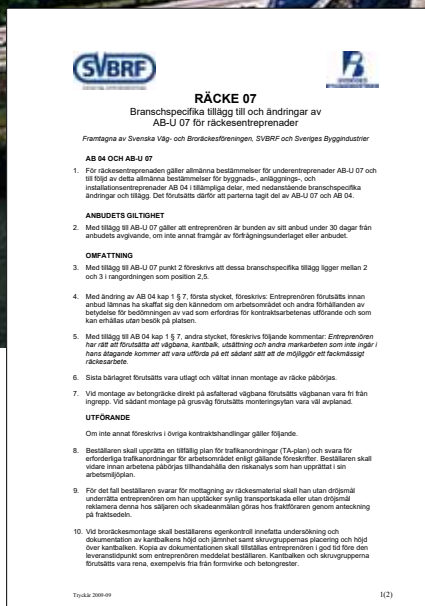 SVBRF
RÄCKE 07
Branschspecifika tillägg till och ändringar av
AB-U 07 för räckesentreprenader
Framtagna av Svenska Väg- och Broräckesföreningen, SVBRF och Sveriges Byggindustrier
AB 04 OCH AB-U 07
1. För räckesentreprenaden gäller allmänna bestämmelser för underentreprenader AB-U 07 och
till följd av detta allmänna bestämmelser för byggnads-, anläggnings-, och
installationsentreprenader AB 04 i tillämpliga delar, med nedanstående branschspecifika
ändringar och tillägg. Det förutsätts därför att parterna tagit del av AB-U 07 och AB 04.
ANBUDETS GILTIGHET
2. Med tillägg till AB-U 07 gäller att entreprenören är bunden av sitt anbud under 30 dagar från
anbudets avgivande, om inte annat framgår av förfrågningsunderlaget eller anbudet.
OMFATTNING
3. Med tillägg till AB-U 07 punkt 2 föreskrivs att dessa branschspecifika tillägg ligger mellan 2
och 3 i rangordningen som position 2,5.
4. Med ändring av AB 04 kap 1 § 7, första stycket, föreskrivs: Entreprenören förutsätts innan
anbud lämnas ha skaffat sig den kännedom om arbetsområdet och andra förhållanden av
betydelse för bedömningen av vad som erfordras för kontraktsarbetenas utförande och som
kan erhållas utan besök på platsen.
5. Med tillägg till AB 04 kap 1 § 7, andra stycket, föreskrivs följande kommentar: Entreprenören
har rätt att förutsätta att vägbana, kantbalk, utsättning och andra markarbeten som inte ingår i
hans åtagande kommer att vara utförda på ett sådant sätt att de möjliggör ett fackmässigt
räckesarbete.
6. Sista bärlagret förutsätts vara utlagt och vältat innan montage av räcke påbörjas.
7. Vid montage av betongräcke direkt på asfalterad vägbana förutsätts vägbanan vara fri från
ingrepp. Vid sådant montage på grusväg förutsätts monteringsytan vara väl avplanad.
UTFÖRANDE
Om inte annat föreskrivs i övriga kontraktshandlingar gäller följande.
8. Beställaren skall upprätta en tillfällig plan för trafikanordningar (TA-plan) och svara för
erforderliga trafikanordningar för arbetsområdet enligt gällande föreskrifter. Beställaren skall
vidare innan arbetena påbörjas tillhandahålla den riskanalys som han upprättat i sin
arbetsmiljöplan.
9. För det fall beställaren svarar för mottagning av räckesmaterial skall han utan dröjsmål
underrätta entreprenören om han upptäcker synlig transportskada eller utan dröjsmål
reklamera denna hos säljaren och skadeanmälan göras hos fraktföraren genom anteckning
på fraktsedeln.
10. Vid broräckesmontage skall beställarens egenkontroll innefatta undersökning och
dokumentation av kantbalkens höjd och jämnhet samt skruvgruppernas placering och höjd
över kantbalken. Kopia av dokumentationen skall tillställas entreprenören i god tid före den
leveranstidpunkt som entreprenören meddelat beställaren. Kantbalken och skruvgrupperna
förutsätts vara rena, exempelvis fria från formvirke och betongrester.
Tryckår 2009-09
1(2)